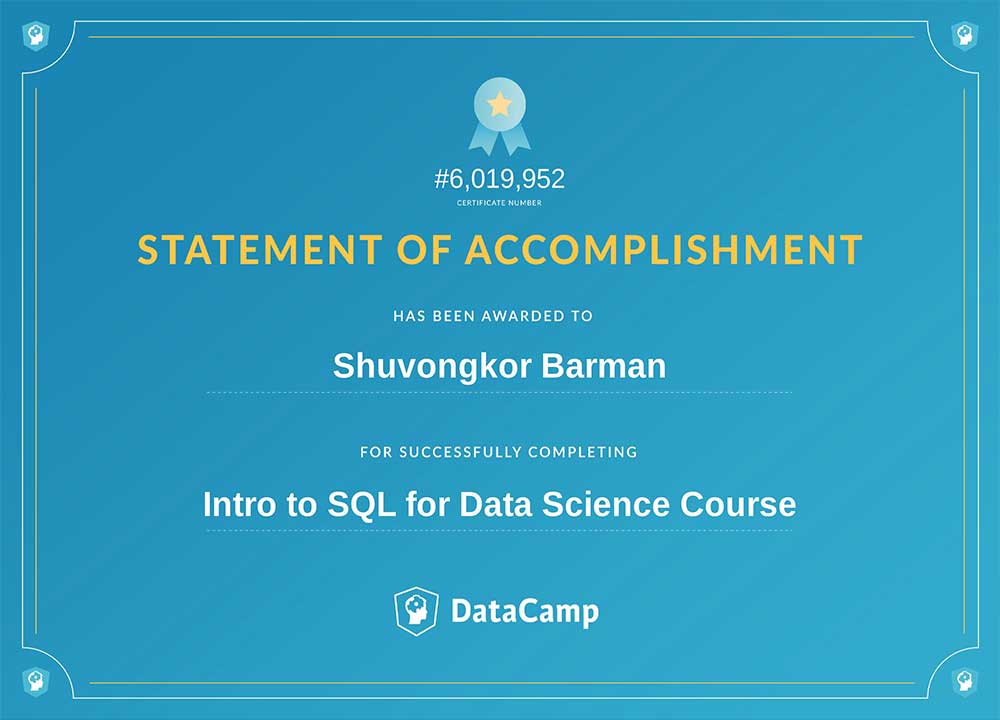 #6,019,952
CERTIFICATE NUMBER
STATEMENT OF ACCOMPLISHMENT
HAS BEEN AWARDED TO
Shuvongkor Barman
FOR SUCCESSFULLY COMPLETING
Intro to SQL for Data Science Course
DataCamp